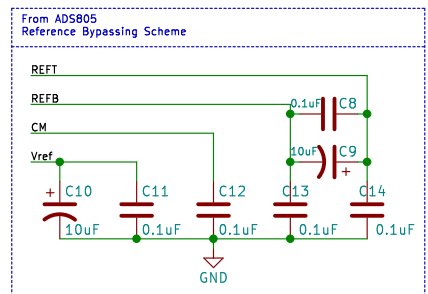 From ADS805
Reference Bypassing Scheme
REFT
REFB
0.1uF C8
CM
10uF C9
Vref
+
+ C10 C11 C12 C13 C14
10uF 0.1uF 0.1uF 0.1uF 0.1uF
GND